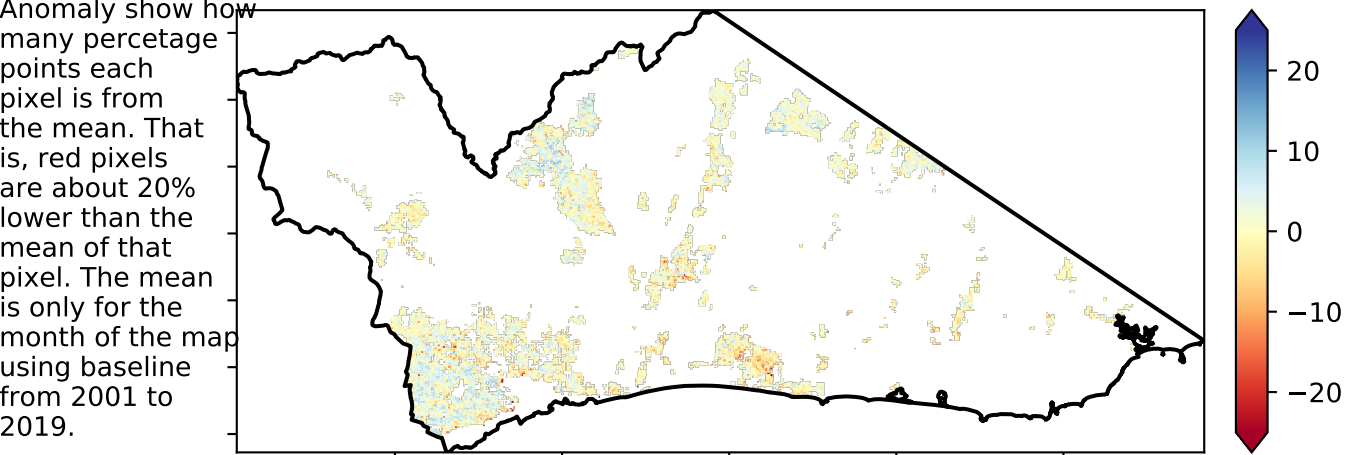 Anomaly show how
many percetage
points each
pixel is from
the mean. That
is, red pixels
are about 20%
lower than the
mean of that
pixel. The mean
is only for the
month of the map
using baseline
from 2001 to
2019.
20
10
0
−10
−20